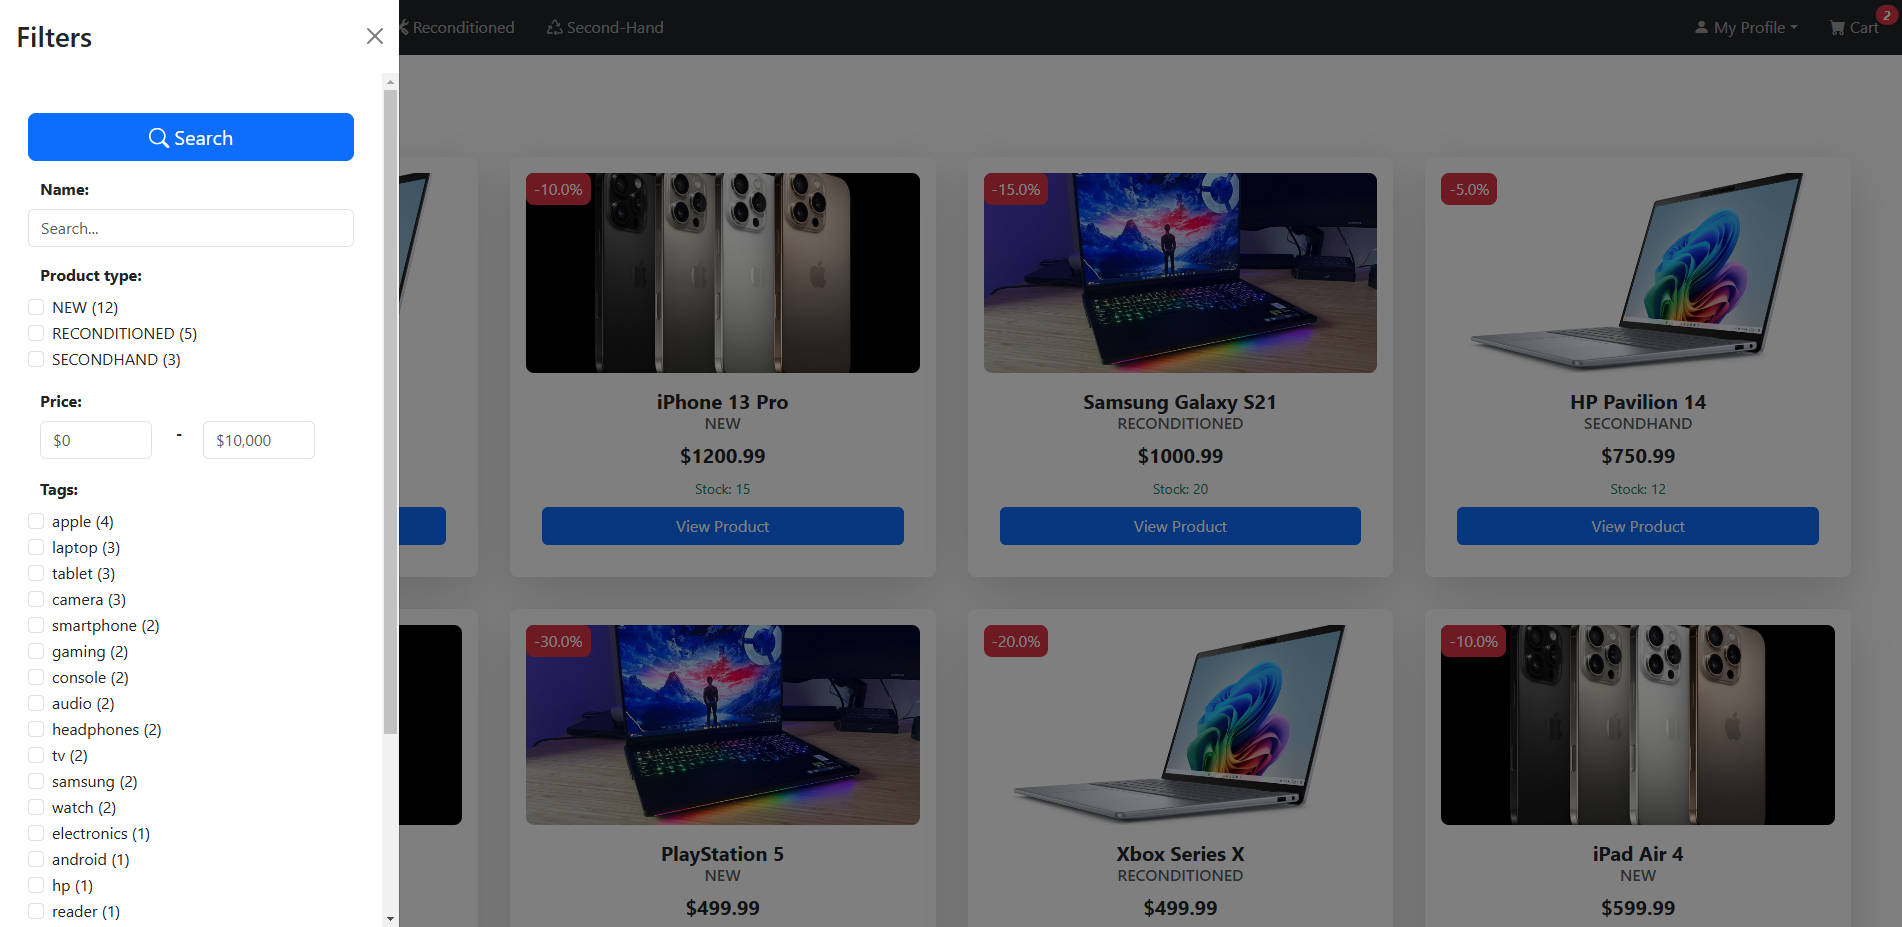 Filters
Reconditioned
Second-Hand
My Profile
Cart
2
Search
Name:
Search...
Product type:
NEW (12)
RECONDITIONED (5)
SECONDHAND (3)
Price:
$0
-
$10,000
Tags:
apple (4)
laptop (3)
tablet (3)
camera (3)
smartphone (2)
gaming (2)
console (2)
audio (2)
headphones (2)
tv (2)
samsung (2)
watch (2)
electronics (1)
android (1)
hp (1)
reader (1)
-10.0%
iPhone 13 Pro
NEW
$1200.99
Stock: 15
View Product
-15.0%
Samsung Galaxy S21
RECONDITIONED
$1000.99
Stock: 20
View Product
-5.0%
HP Pavilion 14
SECONDHAND
$750.99
Stock: 12
View Product
-30.0%
PlayStation 5
NEW
$499.99
-20.0%
Xbox Series X
RECONDITIONED
$499.99
-10.0%
iPad Air 4
NEW
$599.99